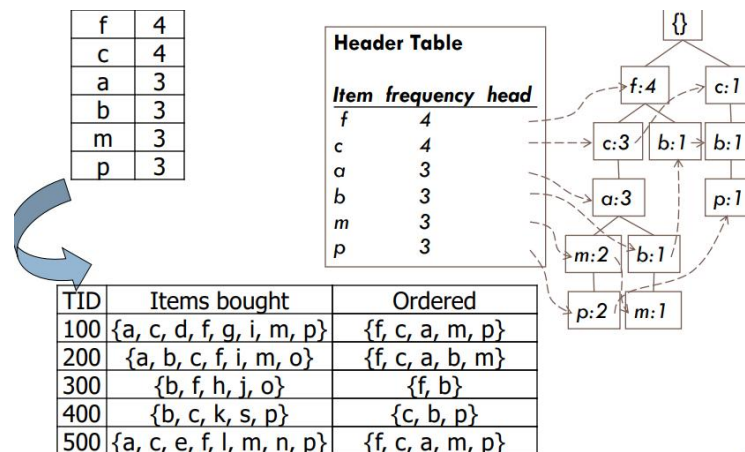 f 4
c 4
a 3
b 3
m 3
p 3
Header Table
Item frequency head
f 4
c 4
a 3
b 3
m 3
p 3
{}
f:4 c:1
c:3 b:1 b:1
a:3 p:1
m:2 b:1
p:2 m:1
TID Items bought Ordered
100 {a, c, d, f, g, i, m, p} {f, c, a, m, p}
200 {a, b, c, f, i, m, o} {f, c, a, b, m}
300 {b, f, h, j, o} {f, b}
400 {b, c, k, s, p} {c, b, p}
500 {a, c, e, f, l, m, n, p} {f, c, a, m, p}